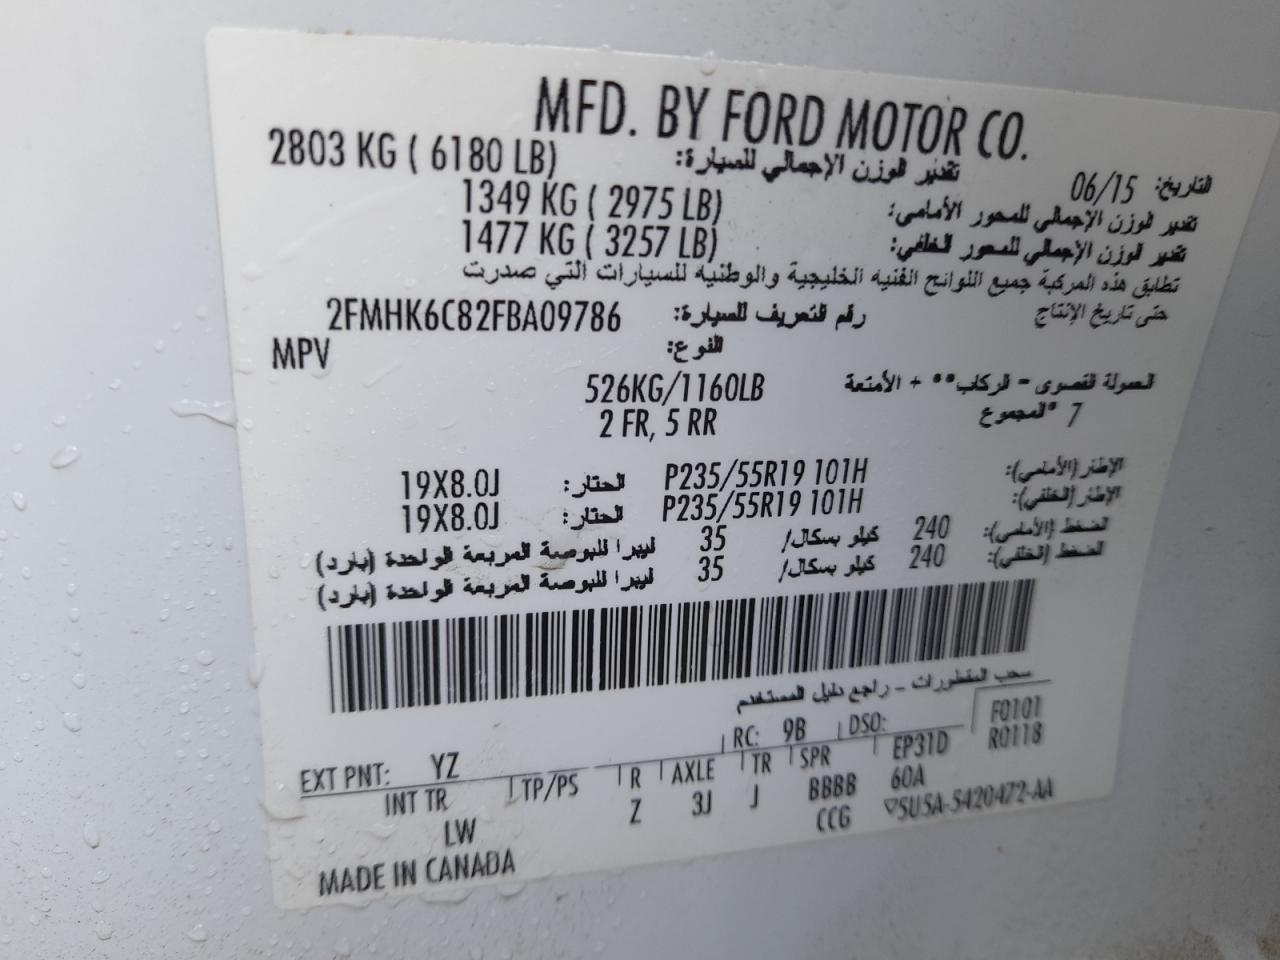 MFD. BY FORD MOTOR CO.
التاريخ: 06/15 تقدير الوزن الإجمالي للسيارة: 2803 KG ( 6180 LB)
تقدير الوزن الإجمالي للمحور الأمامى: 1349 KG ( 2975 LB)
تقدير الوزن الإجمالي للمحور الخلفي: 1477 KG ( 3257 LB)
تطابق هذه المركبة جميع اللوائح الفنيه الخليجية والوطنيه للسيارات التي صدرت
حتى تاريخ الإنتاج رقم التعريف للسيارة: 2FMHK6C82FBA09786
النوع: MPV
الحمولة القصوى - الركاب** + الأمتعة 526KG/1160LB
7 *المجموع 2 FR, 5 RR
الإطار (الأمامي): P235/55R19 101H الحتار: 19X8.0J
الإطار (الخلفي): P235/55R19 101H الحتار: 19X8.0J
الضغط (الأمامي): 240 كيلو بسكال/ 35 ليبرا للبوصة المربعة الواحدة (بارد)
الضغط (الخلفي): 240 كيلو بسكال/ 35 ليبرا للبوصة المربعة الواحدة (بارد)
سحب المقطورات - راجع دليل المستخدم
EXT PNT: YZ RC: 9B DSO: F0101
INT TR TP/PS R AXLE TR SPR EP31D R0118
LW Z 3J J BBBB 60A
CCG ▽5U5A-5420472-AA
MADE IN CANADA